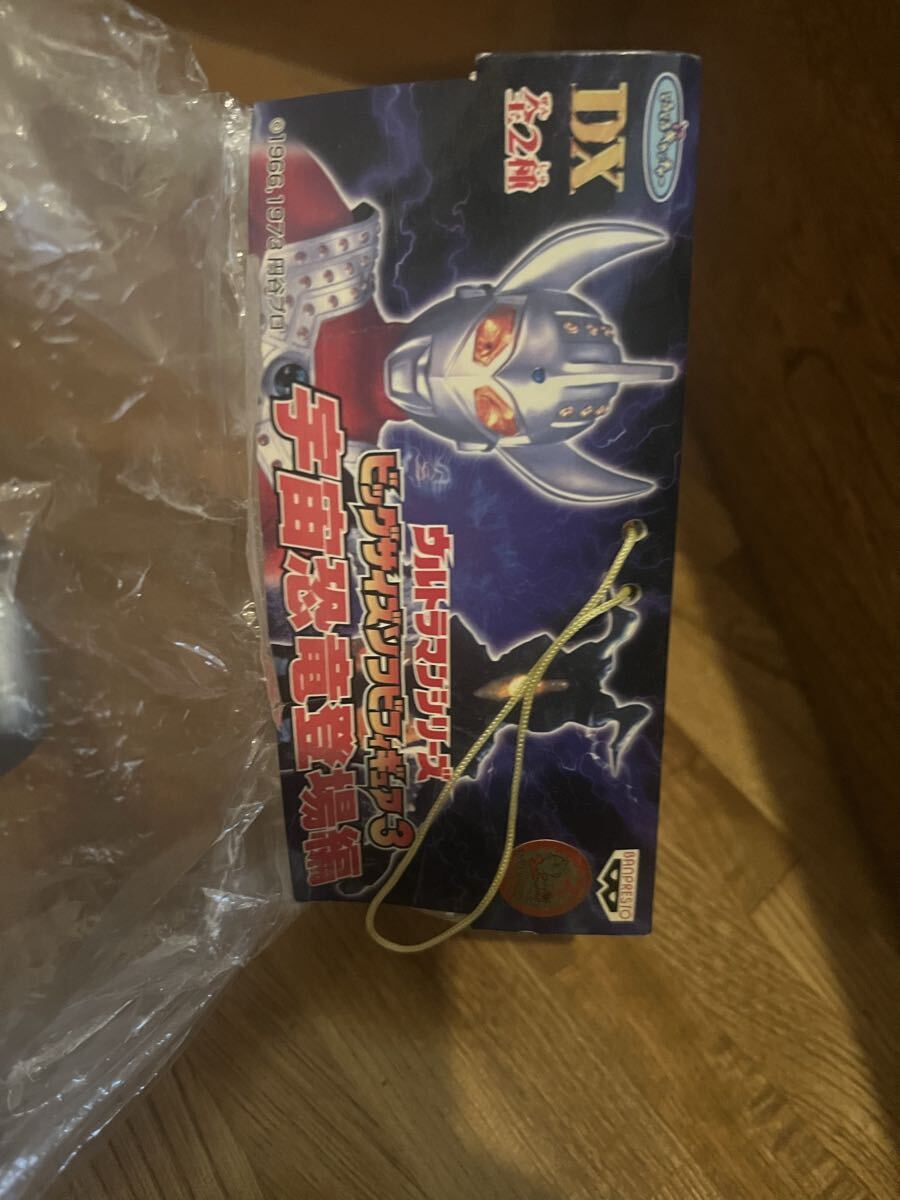 DX
全2種
ウルトラマンシリーズ
ビッグサイズソフビフィギュア3
宇宙恐竜登場編
©1966,1973 円谷プロ
BANPRESTO